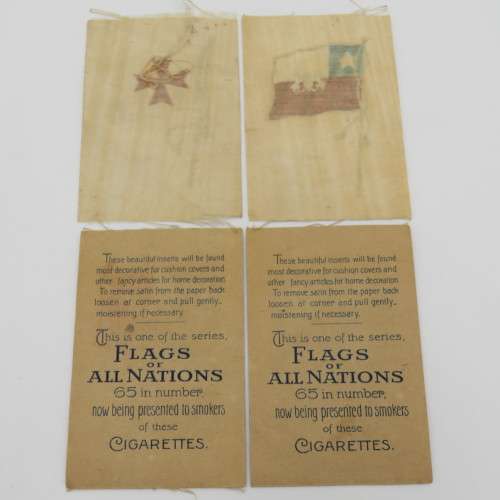 These beautiful inserts will be found
most decorative for cushion covers and
other fancy articles for home decoration.
To remove satin from the paper back
loosen at corner and pull gently,
moistening if necessary.
This is one of the series,
FLAGS
OF
ALL NATIONS
65 in number,
now being presented to smokers
of these
CIGARETTES.
These beautiful inserts will be found
most decorative for cushion covers and
other fancy articles for home decoration.
To remove satin from the paper back
loosen at corner and pull gently,
moistening if necessary.
This is one of the series,
FLAGS
OF
ALL NATIONS
65 in number,
now being presented to smokers
of these
CIGARETTES.